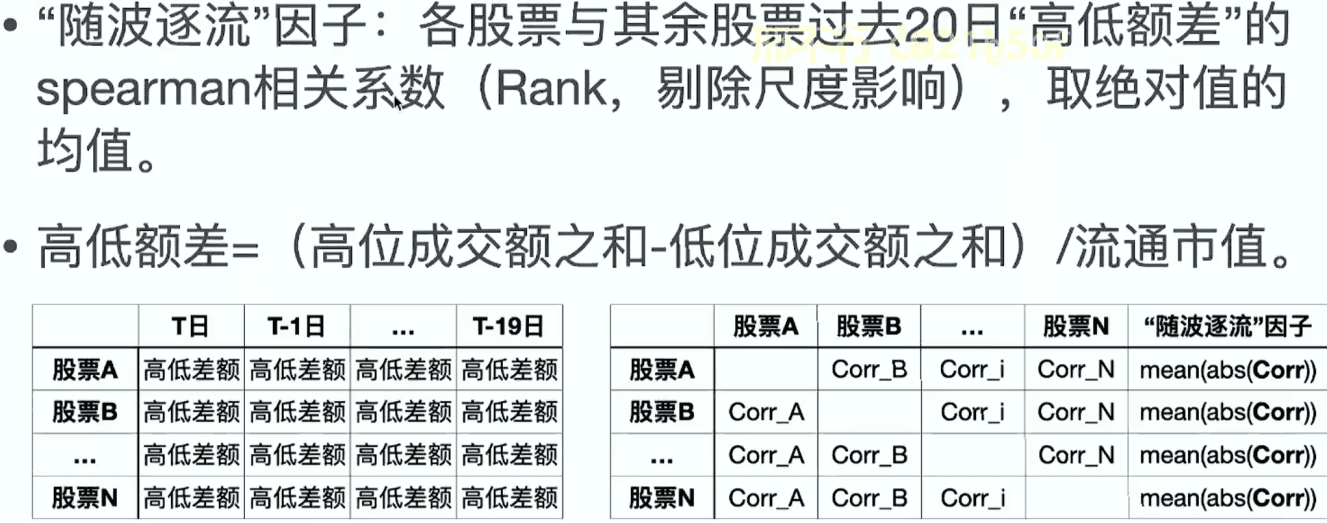 • “随波逐流”因子：各股票与其余股票过去20日“高低额差”的
spearman相关系数（Rank，剔除尺度影响），取绝对值的
均值。
• 高低额差=（高位成交额之和-低位成交额之和）/流通市值。
T日 T-1日 ... T-19日
股票A 高低差额 高低差额 高低差额 高低差额
股票B 高低差额 高低差额 高低差额 高低差额
... 高低差额 高低差额 高低差额 高低差额
股票N 高低差额 高低差额 高低差额 高低差额
股票A 股票B ... 股票N “随波逐流”因子
股票A Corr_B Corr_i Corr_N mean(abs(Corr))
股票B Corr_A Corr_i Corr_N mean(abs(Corr))
... Corr_A Corr_B Corr_N mean(abs(Corr))
股票N Corr_A Corr_B Corr_i mean(abs(Corr))